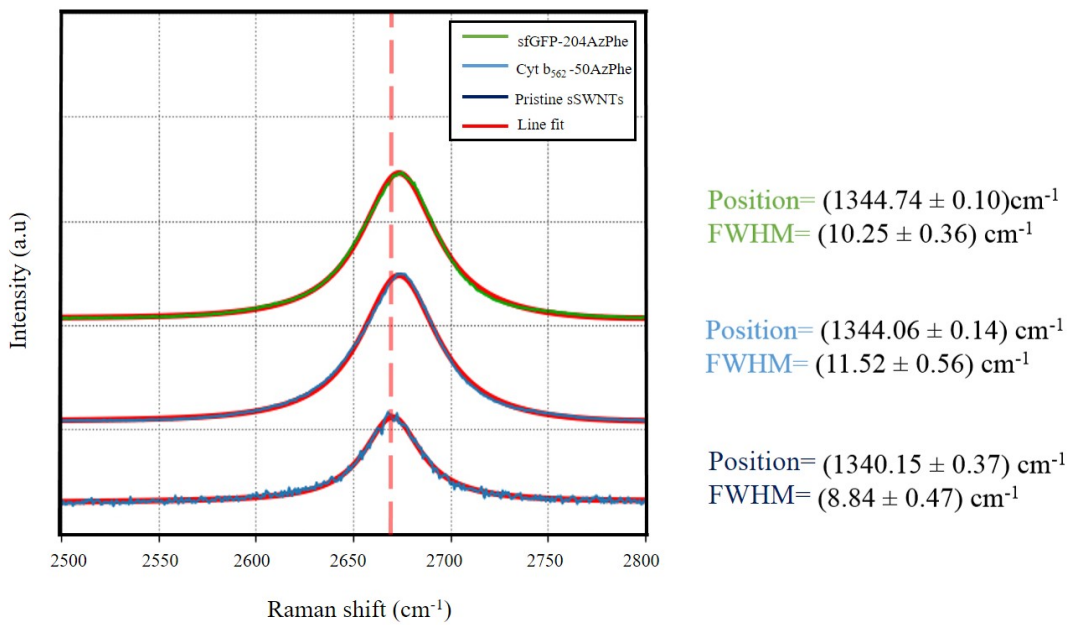 sfGFP-204AzPhe
Cyt b₅₆₂ -50AzPhe
Pristine sSWNTs
Line fit
Intensity (a.u)
2500 2550 2600 2650 2700 2750 2800
Raman shift (cm⁻¹)
Position= (1344.74 ± 0.10)cm⁻¹
FWHM= (10.25 ± 0.36) cm⁻¹
Position= (1344.06 ± 0.14) cm⁻¹
FWHM= (11.52 ± 0.56) cm⁻¹
Position= (1340.15 ± 0.37) cm⁻¹
FWHM= (8.84 ± 0.47) cm⁻¹